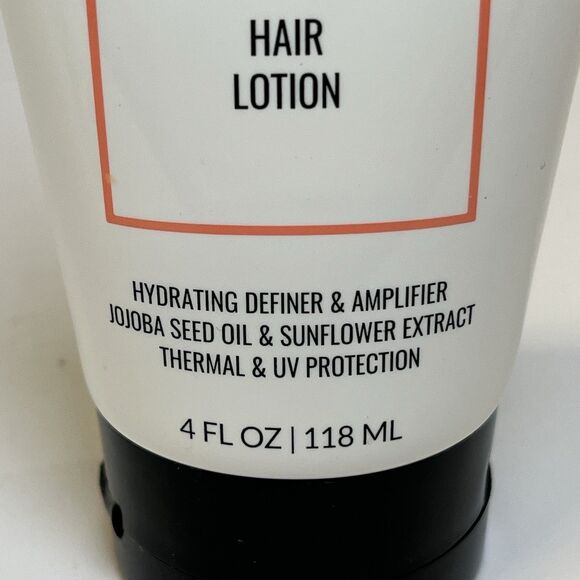 HAIR
LOTION
HYDRATING DEFINER & AMPLIFIER
JOJOBA SEED OIL & SUNFLOWER EXTRACT
THERMAL & UV PROTECTION
4 FL OZ | 118 ML